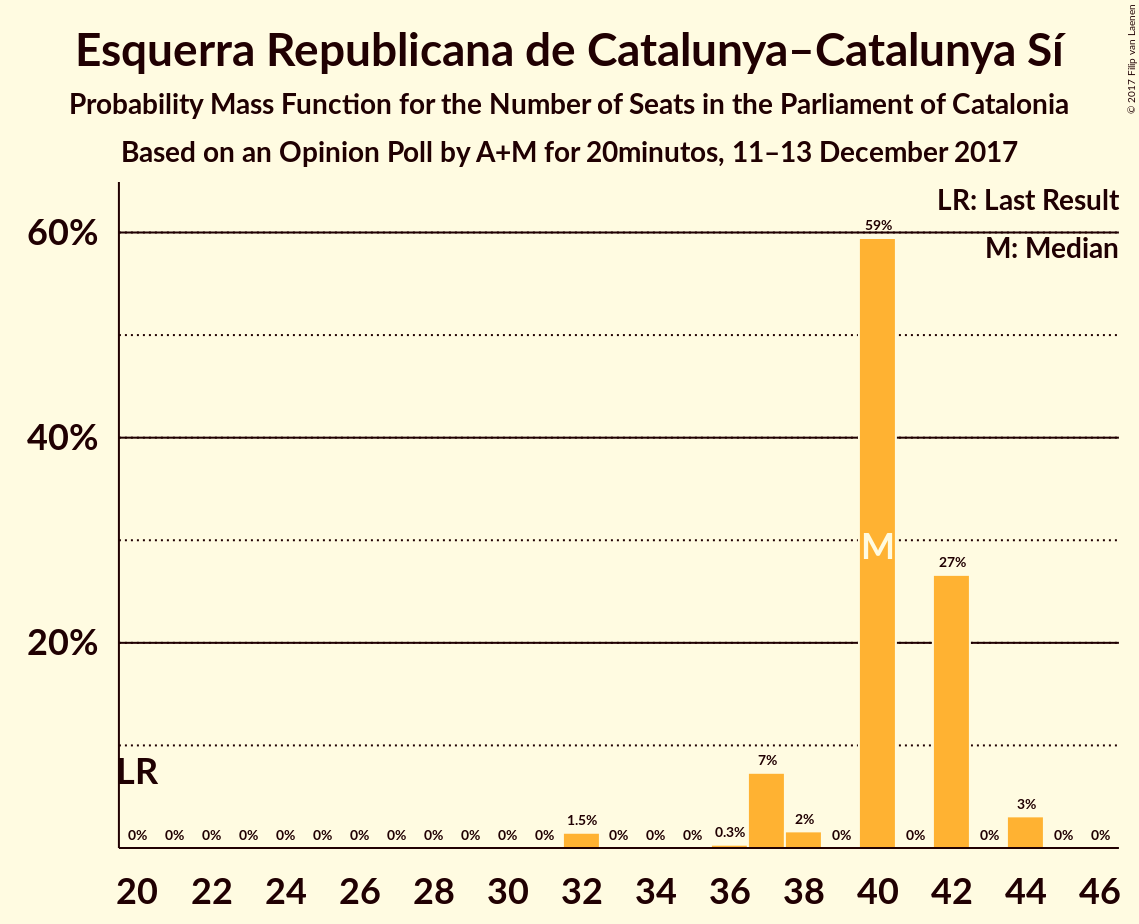 Esquerra Republicana de Catalunya–Catalunya Sí
Probability Mass Function for the Number of Seats in the Parliament of Catalonia
Based on an Opinion Poll by A+M for 20minutos, 11–13 December 2017
© 2017 Filip van Laenen
LR: Last Result
M: Median
60%
40%
20%
LR
M
0% 0% 0% 0% 0% 0% 0% 0% 0% 0% 0% 0% 1.5% 0% 0% 0% 0.3% 7% 2% 0% 59% 0% 27% 0% 3% 0% 0%
20 22 24 26 28 30 32 34 36 38 40 42 44 46